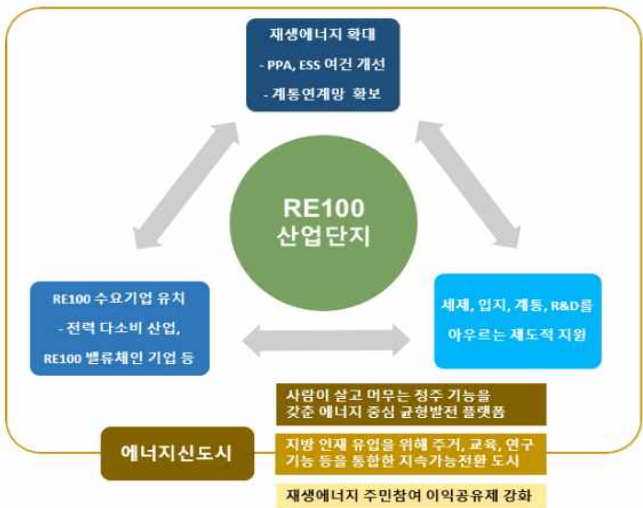 재생에너지 확대
- PPA, ESS 여건 개선
- 계통연계망 확보
RE100
산업단지
RE100 수요기업 유치
- 전력 다소비 산업,
RE100 밸류체인 기업 등
세제, 입지, 계통, R&D를
아우르는 제도적 지원
에너지신도시
사람이 살고 머무는 정주 기능을
갖춘 에너지 중심 균형발전 플랫폼
지방 인재 유입을 위해 주거, 교육, 연구
기능 등을 통합한 지속가능전환 도시
재생에너지 주민참여 이익공유제 강화